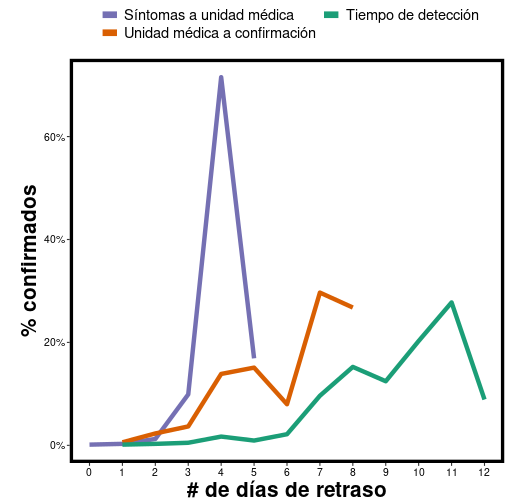 Síntomas a unidad médica Tiempo de detección
Unidad médica a confirmación
60%
40%
20%
0%
% confirmados
0 1 2 3 4 5 6 7 8 9 10 11 12
# de días de retraso